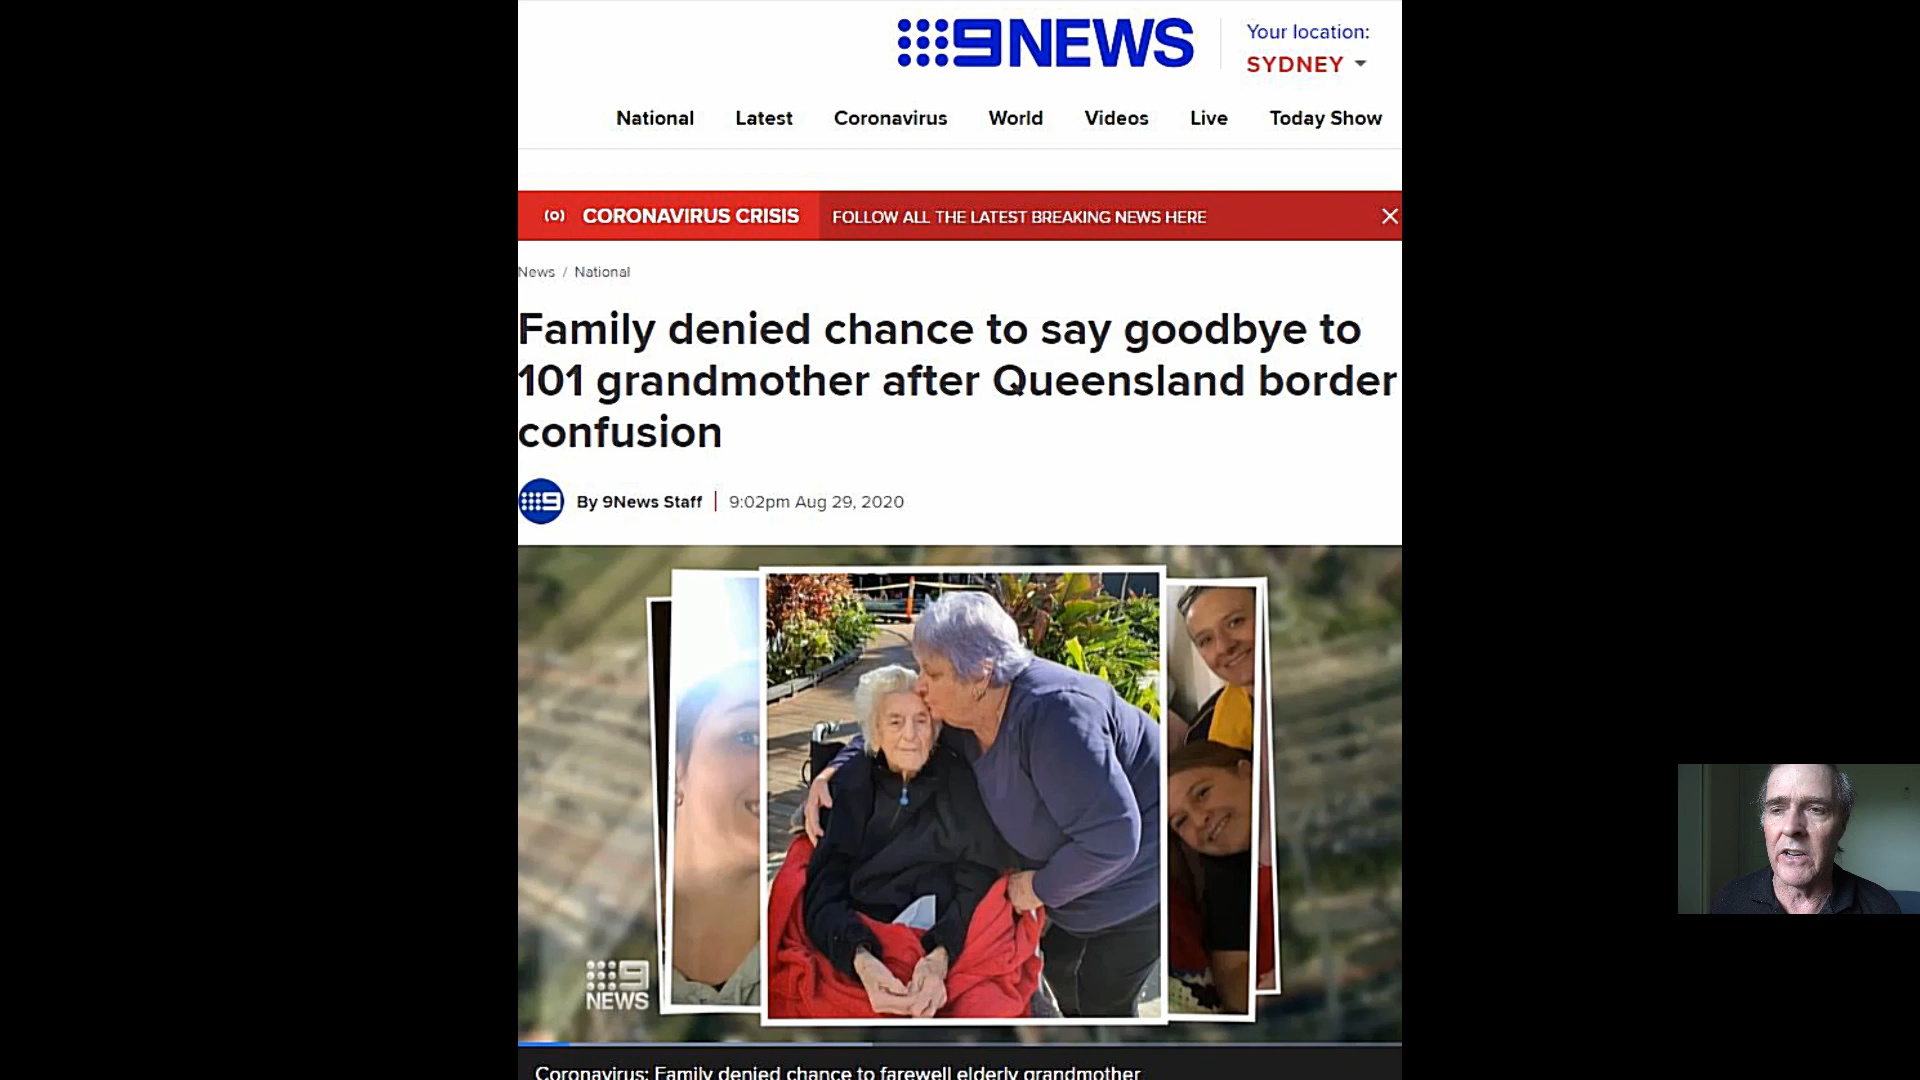 9NEWS
Your location:
SYDNEY
National Latest Coronavirus World Videos Live Today Show
CORONAVIRUS CRISIS FOLLOW ALL THE LATEST BREAKING NEWS HERE
News / National
Family denied chance to say goodbye to
101 grandmother after Queensland border
confusion
By 9News Staff | 9:02pm Aug 29, 2020
9
NEWS
Coronavirus: Family denied chance to farewell elderly grandmother